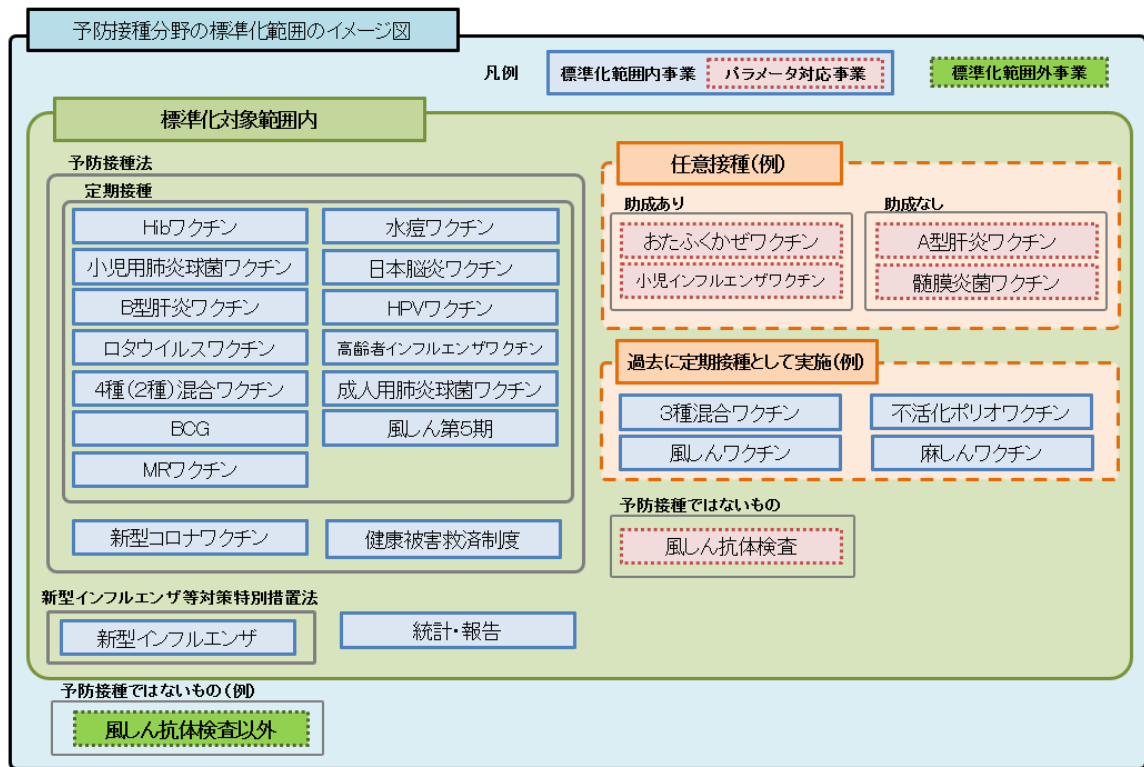 予防接種分野の標準化範囲のイメージ図
凡例
標準化範囲内事業
パラメータ対応事業
標準化範囲外事業
標準化対象範囲内
予防接種法
定期接種
Hibワクチン
水痘ワクチン
小児用肺炎球菌ワクチン
日本脳炎ワクチン
B型肝炎ワクチン
HPVワクチン
ロタウイルスワクチン
高齢者インフルエンザワクチン
4種(2種)混合ワクチン
成人用肺炎球菌ワクチン
BCG
風しん第5期
MRワクチン
新型コロナワクチン
健康被害救済制度
新型インフルエンザ等対策特別措置法
新型インフルエンザ
統計・報告
任意接種(例)
助成あり
助成なし
おたふくかぜワクチン
A型肝炎ワクチン
小児インフルエンザワクチン
髄膜炎菌ワクチン
過去に定期接種として実施(例)
3種混合ワクチン
不活化ポリオワクチン
風しんワクチン
麻しんワクチン
予防接種ではないもの
風しん抗体検査
予防接種ではないもの(例)
風しん抗体検査以外